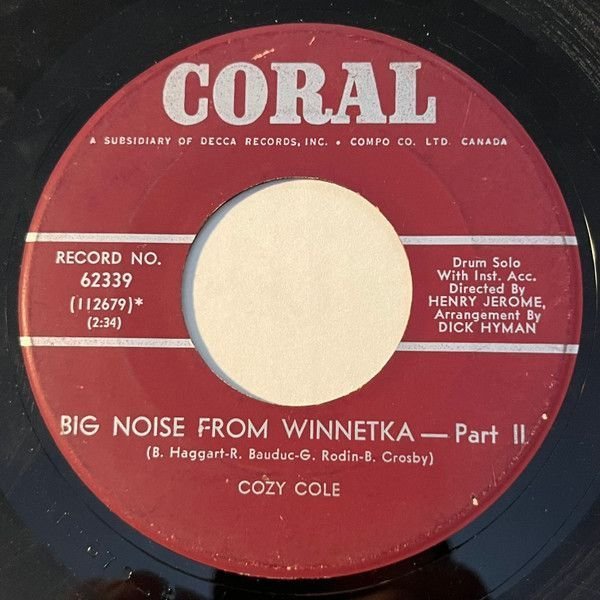 CORAL
A SUBSIDIARY OF DECCA RECORDS, INC. • COMPO CO. LTD. CANADA
RECORD NO.
62339
(112679)*
(2:34)
Drum Solo
With Inst. Acc.
Directed By
HENRY JEROME,
Arrangement By
DICK HYMAN
BIG NOISE FROM WINNETKA — Part II
(B. Haggart-R. Bauduc-G. Rodin-B. Crosby)
COZY COLE